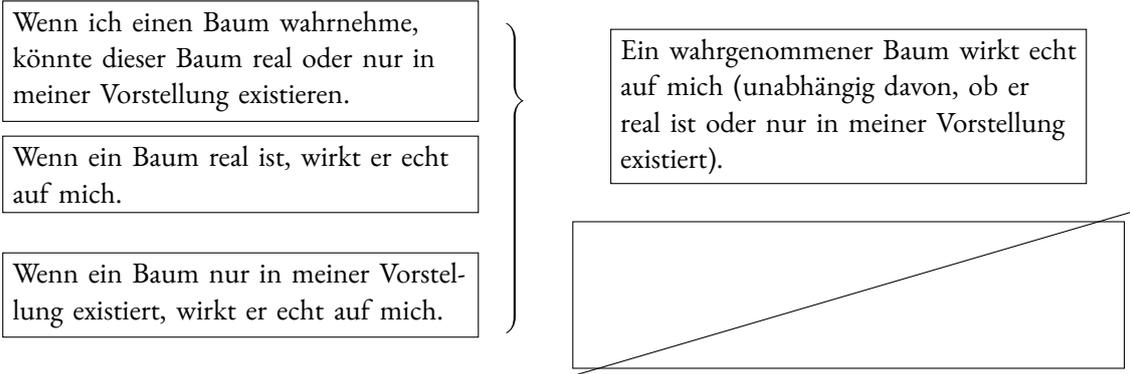 Wenn ich einen Baum wahrnehme,
könnte dieser Baum real oder nur in
meiner Vorstellung existieren.
Wenn ein Baum real ist, wirkt er echt
auf mich.
Wenn ein Baum nur in meiner Vorstel-
lung existiert, wirkt er echt auf mich.
Ein wahrgenommener Baum wirkt echt
auf mich (unabhängig davon, ob er
real ist oder nur in meiner Vorstellung
existiert).